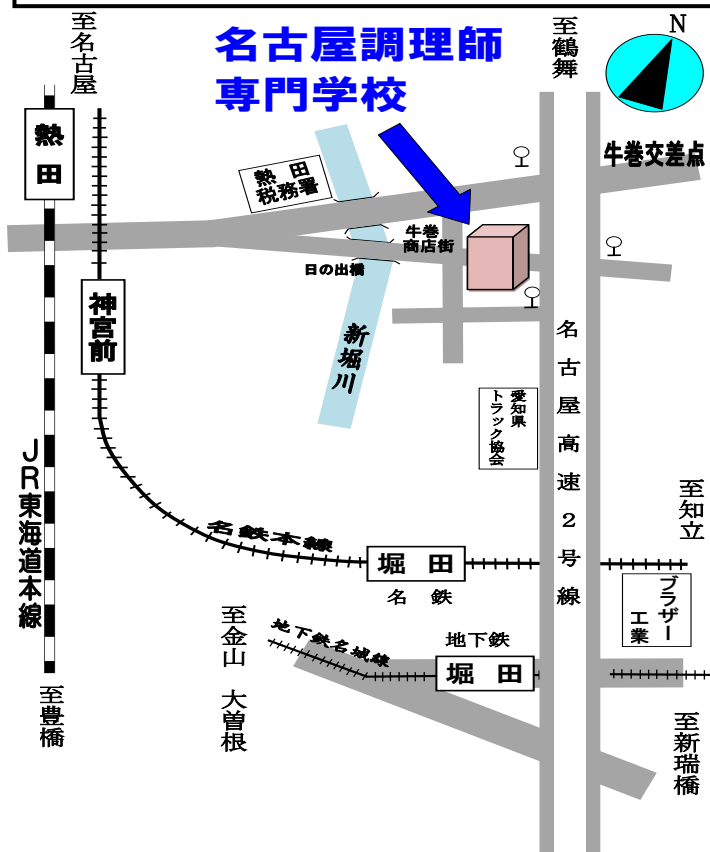 至名古屋
名古屋調理師
専門学校
至鶴舞
N
熱田
牛巻交差点
熱田
税務署
牛巻
商店街
日の出橋
神宮前
新堀川
名古屋高速2号線
愛知県
トラック協会
JR東海道本線
至知立
名鉄本線
堀田
名鉄
ブラザー
工業
至金山 大曽根
地下鉄名城線
地下鉄
堀田
至豊橋
至新瑞橋